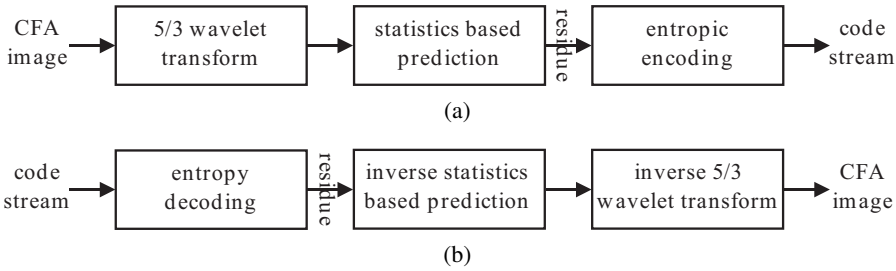 CFA image
5/3 wavelet transform
statistics based prediction
residue
entropic encoding
code stream
(a)
code stream
entropy decoding
residue
inverse statistics based prediction
inverse 5/3 wavelet transform
CFA image
(b)